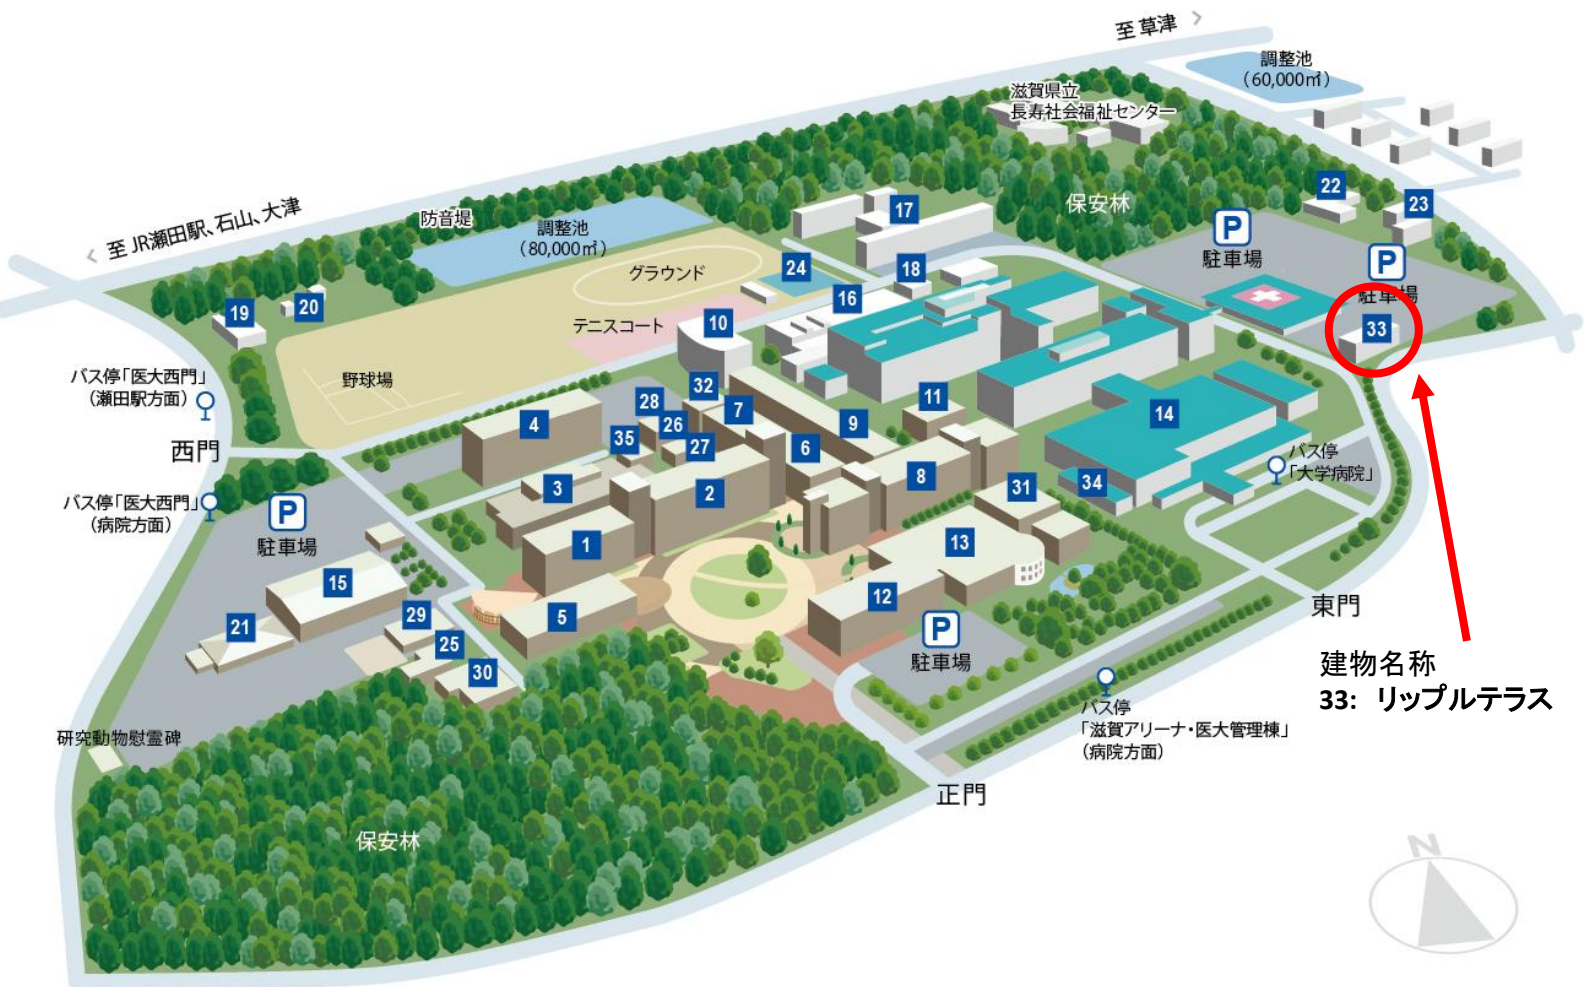 至 草津 >
調整池
(60,000㎡)
滋賀県立
長寿社会福祉センター
< 至 JR瀬田駅、石山、大津
防音堤
調整池
(80,000㎡)
保安林
17
22
23
P
駐車場
P
駐車場
グラウンド
24
18
16
19
20
テニスコート
10
33
バス停「医大西門」
(瀬田駅方面)
野球場
32
28
7
11
4
26
9
14
35
27
6
西門
バス停
「大学病院」
3
2
8
31
34
バス停「医大西門」
(病院方面)
P
駐車場
1
13
15
12
東門
29
5
21
25
P
駐車場
30
建物名称
33: リップルテラス
バス停
「滋賀アリーナ・医大管理棟」
(病院方面)
研究動物慰霊碑
正門
保安林
N